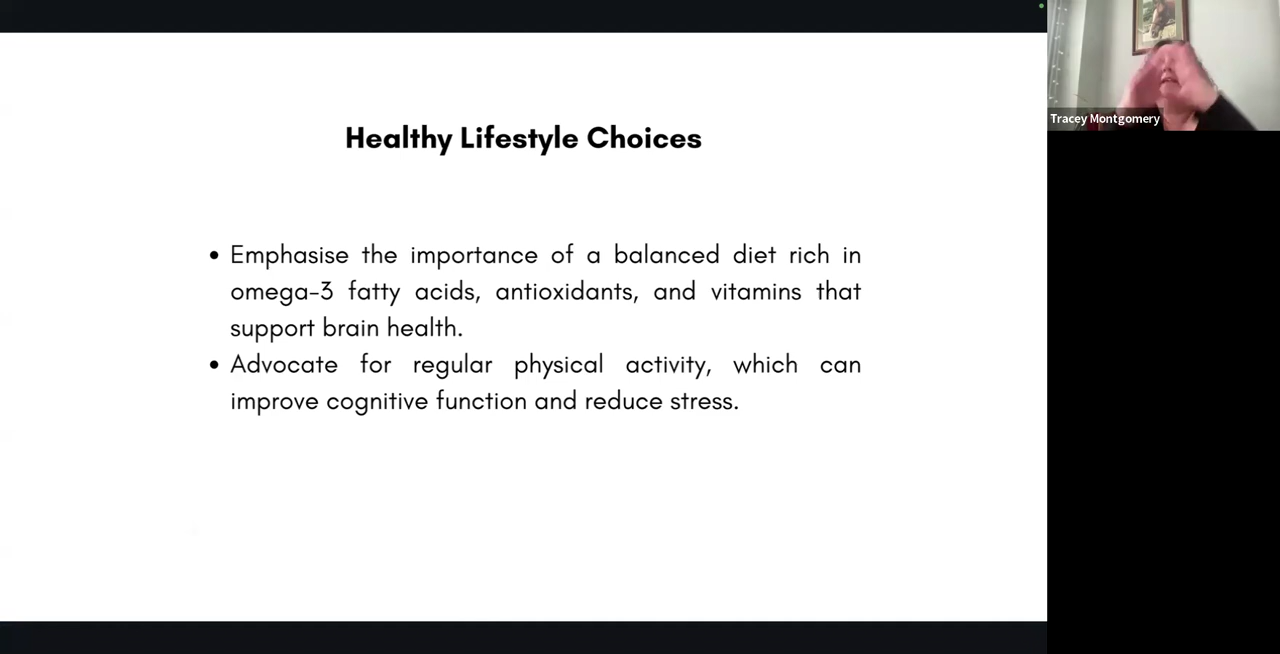 Healthy Lifestyle Choices
• Emphasise the importance of a balanced diet rich in
omega-3 fatty acids, antioxidants, and vitamins that
support brain health.
• Advocate for regular physical activity, which can
improve cognitive function and reduce stress.
Tracey Montgomery